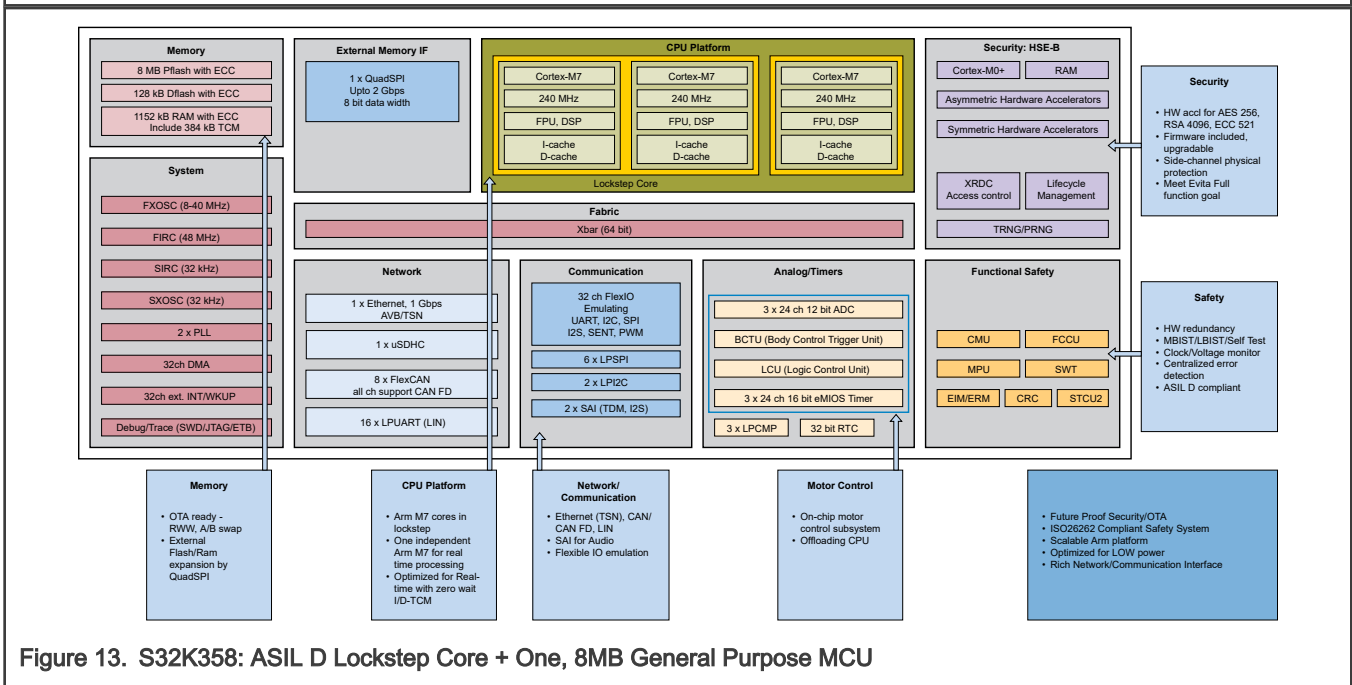 Memory
8 MB Pflash with ECC
128 kB Dflash with ECC
1152 kB RAM with ECC
Include 384 kB TCM
External Memory IF
1 x QuadSPI
Upto 2 Gbps
8 bit data width
CPU Platform
Cortex-M7
240 MHz
FPU, DSP
I-cache
D-cache
Cortex-M7
240 MHz
FPU, DSP
I-cache
D-cache
Cortex-M7
240 MHz
FPU, DSP
I-cache
D-cache
Lockstep Core
Security: HSE-B
Cortex-M0+
RAM
Asymmetric Hardware Accelerators
Symmetric Hardware Accelerators
XRDC
Access control
Lifecycle
Management
TRNG/PRNG
Security
• HW accl for AES 256,
RSA 4096, ECC 521
• Firmware included,
upgradable
• Side-channel physical
protection
• Meet Evita Full
function goal
System
FXOSC (8-40 MHz)
FIRC (48 MHz)
SIRC (32 kHz)
SXOSC (32 kHz)
2 x PLL
32ch DMA
32ch ext. INT/WKUP
Debug/Trace (SWD/JTAG/ETB)
Fabric
Xbar (64 bit)
Network
1 x Ethernet, 1 Gbps
AVB/TSN
1 x uSDHC
8 x FlexCAN
all ch support CAN FD
16 x LPUART (LIN)
Communication
32 ch FlexIO
Emulating
UART, I2C, SPI
I2S, SENT, PWM
6 x LPSPI
2 x LPI2C
2 x SAI (TDM, I2S)
Analog/Timers
3 x 24 ch 12 bit ADC
BCTU (Body Control Trigger Unit)
LCU (Logic Control Unit)
3 x 24 ch 16 bit eMIOS Timer
3 x LPCMP
32 bit RTC
Functional Safety
CMU
FCCU
MPU
SWT
EIM/ERM
CRC
STCU2
Safety
• HW redundancy
• MBIST/LBIST/Self Test
• Clock/Voltage monitor
• Centralized error
detection
• ASIL D compliant
Memory
• OTA ready -
RWW, A/B swap
• External
Flash/Ram
expansion by
QuadSPI
CPU Platform
• Arm M7 cores in
lockstep
• One independent
Arm M7 for real
time processing
• Optimized for Real-
time with zero wait
I/D-TCM
Network/
Communication
• Ethernet (TSN), CAN/
CAN FD, LIN
• SAI for Audio
• Flexible IO emulation
Motor Control
• On-chip motor
control subsystem
• Offloading CPU
• Future Proof Security/OTA
• ISO26262 Compliant Safety System
• Scalable Arm platform
• Optimized for LOW power
• Rich Network/Communication Interface
Figure 13. S32K358: ASIL D Lockstep Core + One, 8MB General Purpose MCU